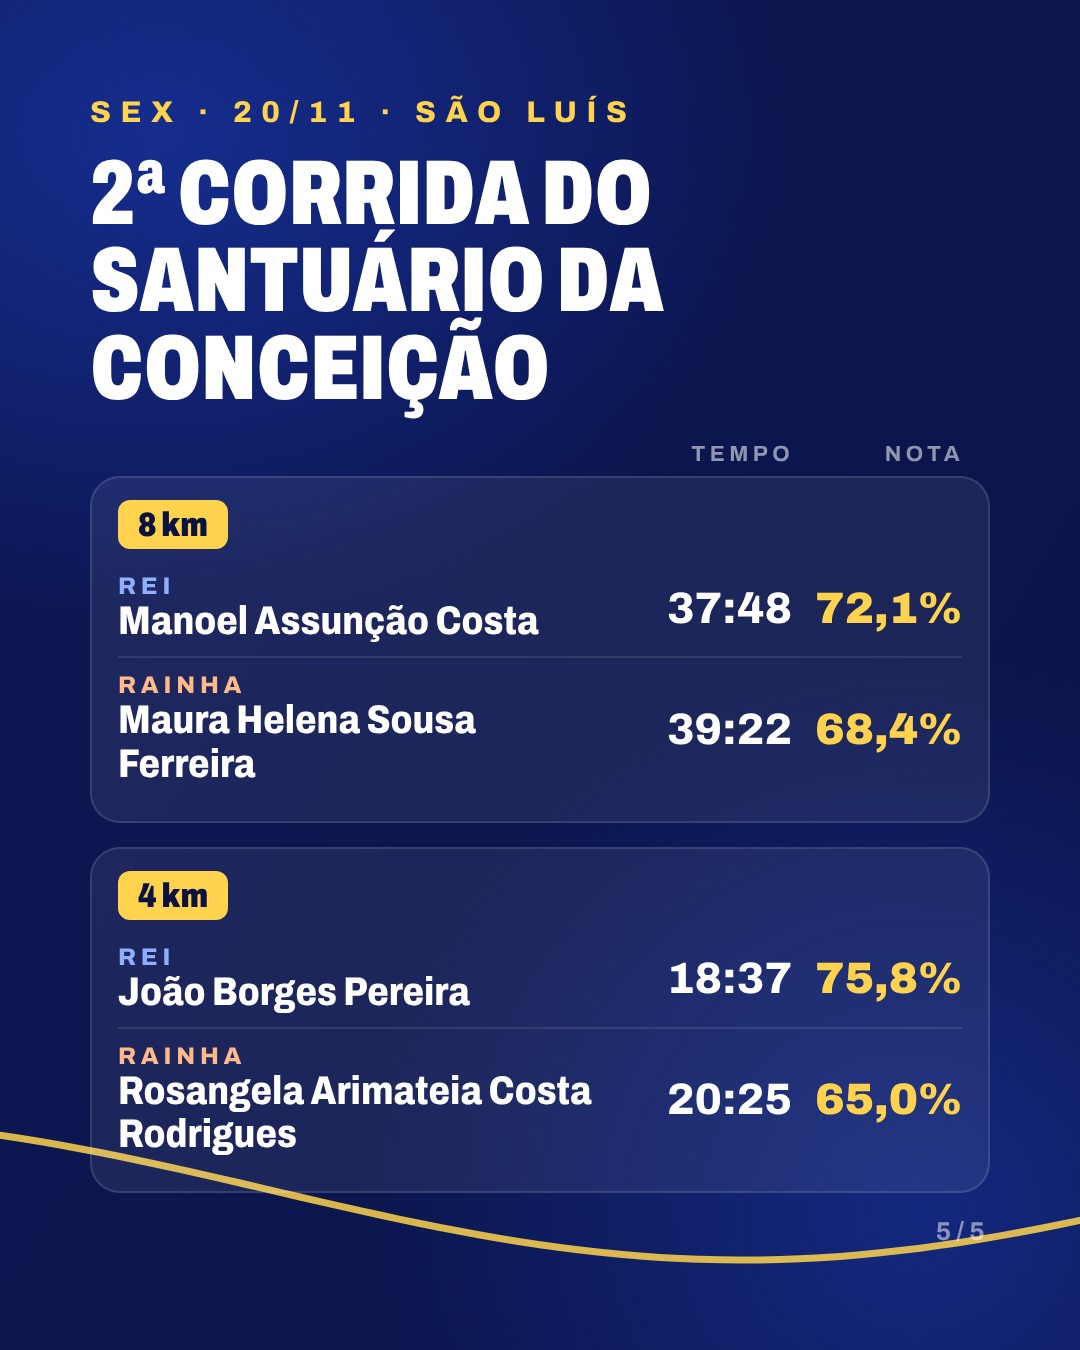 SEX · 20/11 · SÃO LUÍS
2ª CORRIDA DO
SANTUÁRIO DA
CONCEIÇÃO
TEMPO NOTA
8 km
REI
Manoel Assunção Costa 37:48 72,1%
RAINHA
Maura Helena Sousa
Ferreira 39:22 68,4%
4 km
REI
João Borges Pereira 18:37 75,8%
RAINHA
Rosangela Arimateia Costa
Rodrigues 20:25 65,0%
5/5